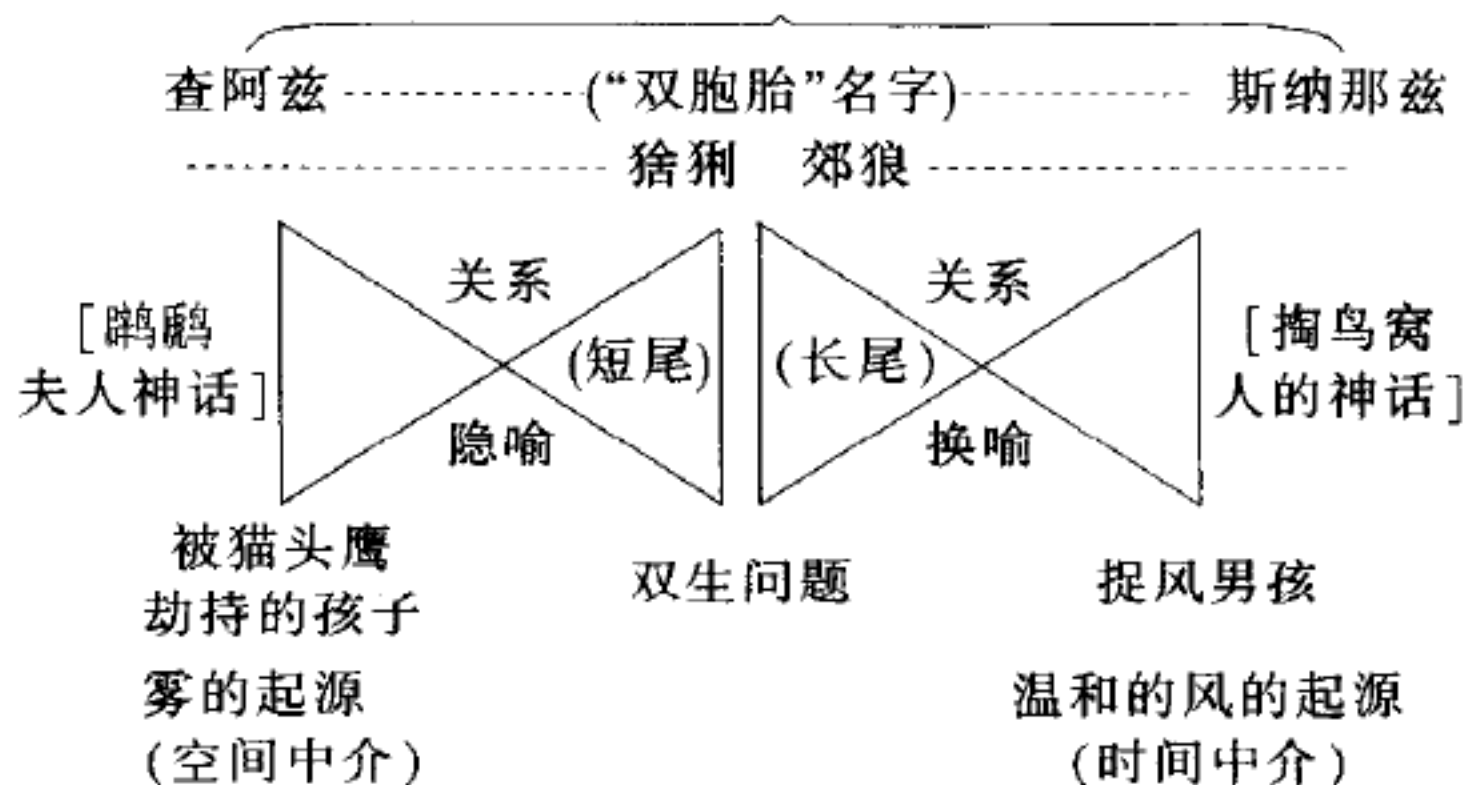 查阿兹 (“双胞胎”名字) 斯纳那兹
猞猁 郊狼
关系 关系
[鹈鹕 [掏鸟窝
(短尾) (长尾)
夫人神话] 人的神话]
隐喻 换喻
被猫头鹰
劫持的孩子
双生问题 捉风男孩
雾的起源 温和的风的起源
(空间中介) (时间中介)